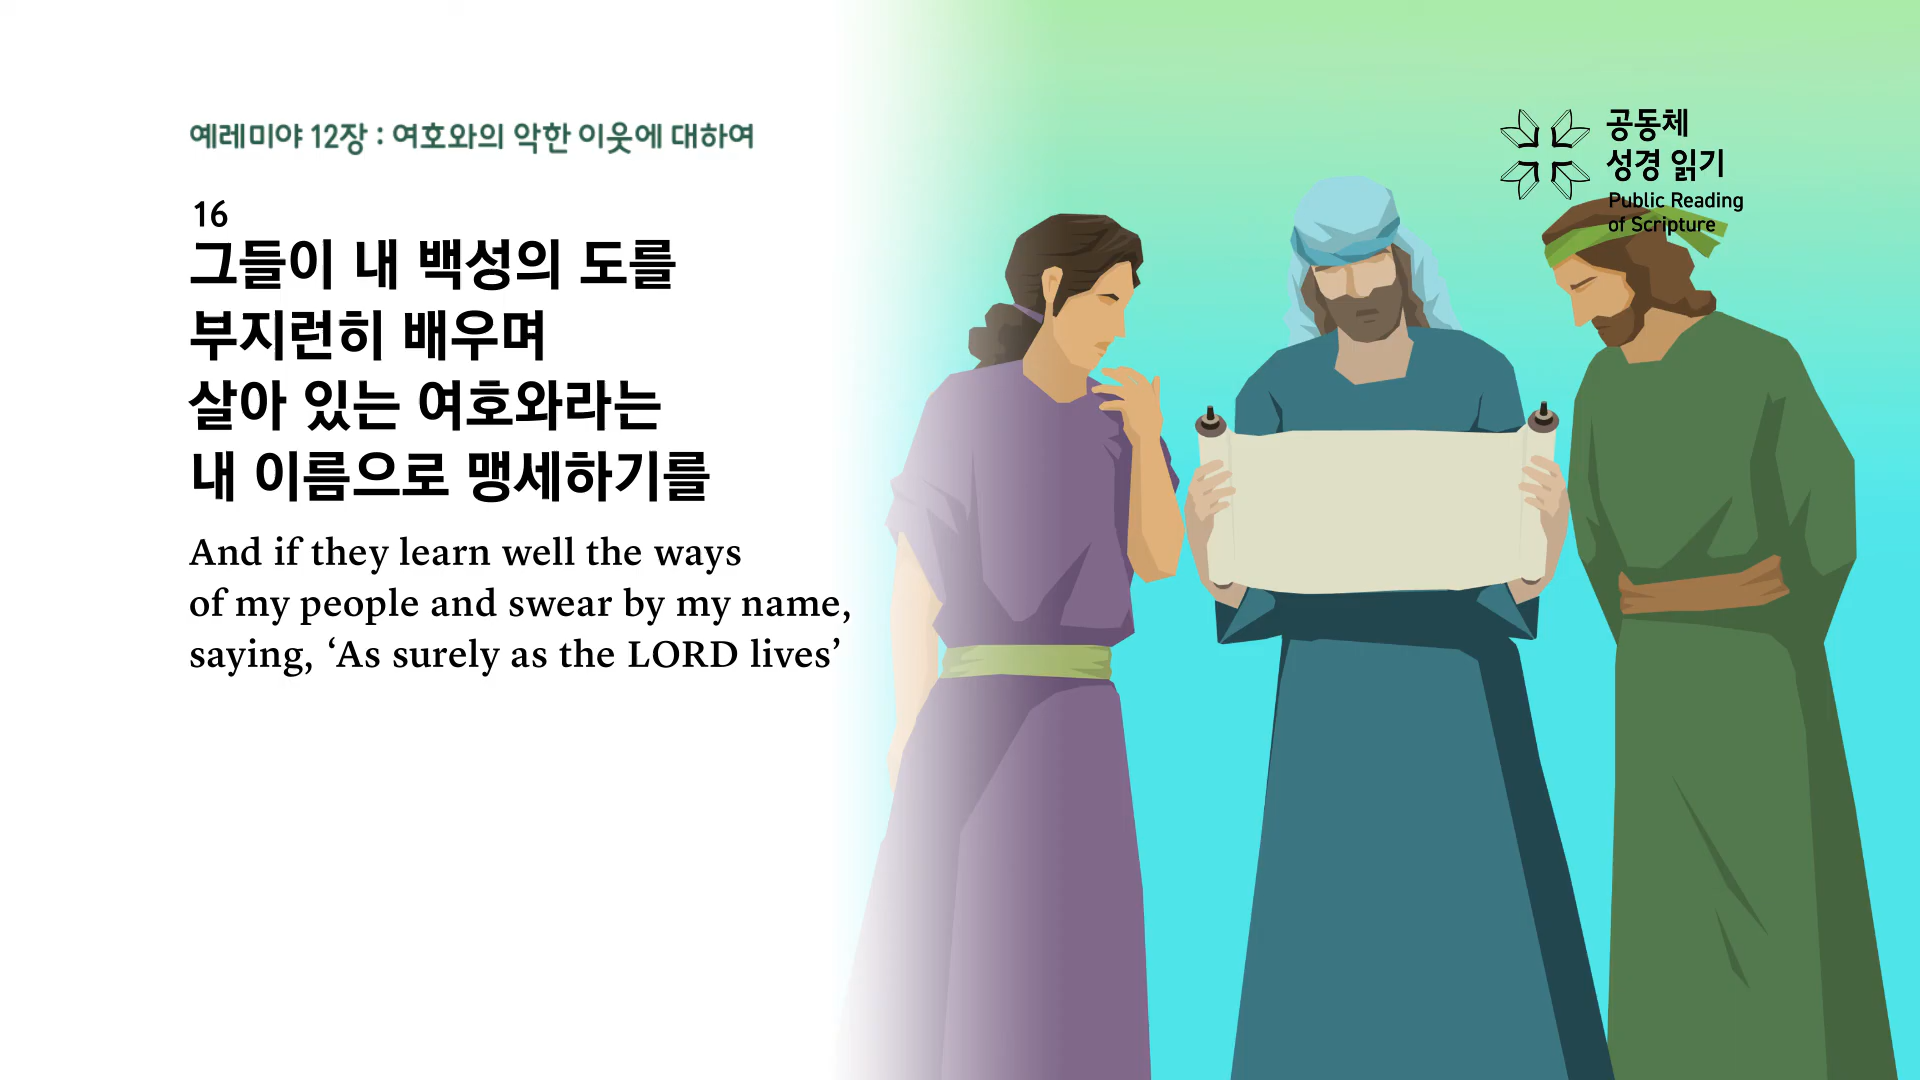 예레미야 12장 : 여호와의 악한 이웃에 대하여
16
그들이 내 백성의 도를
부지런히 배우며
살아 있는 여호와라는
내 이름으로 맹세하기를
And if they learn well the ways
of my people and swear by my name,
saying, ‘As surely as the LORD lives’
공동체
성경 읽기
Public Reading
of Scripture